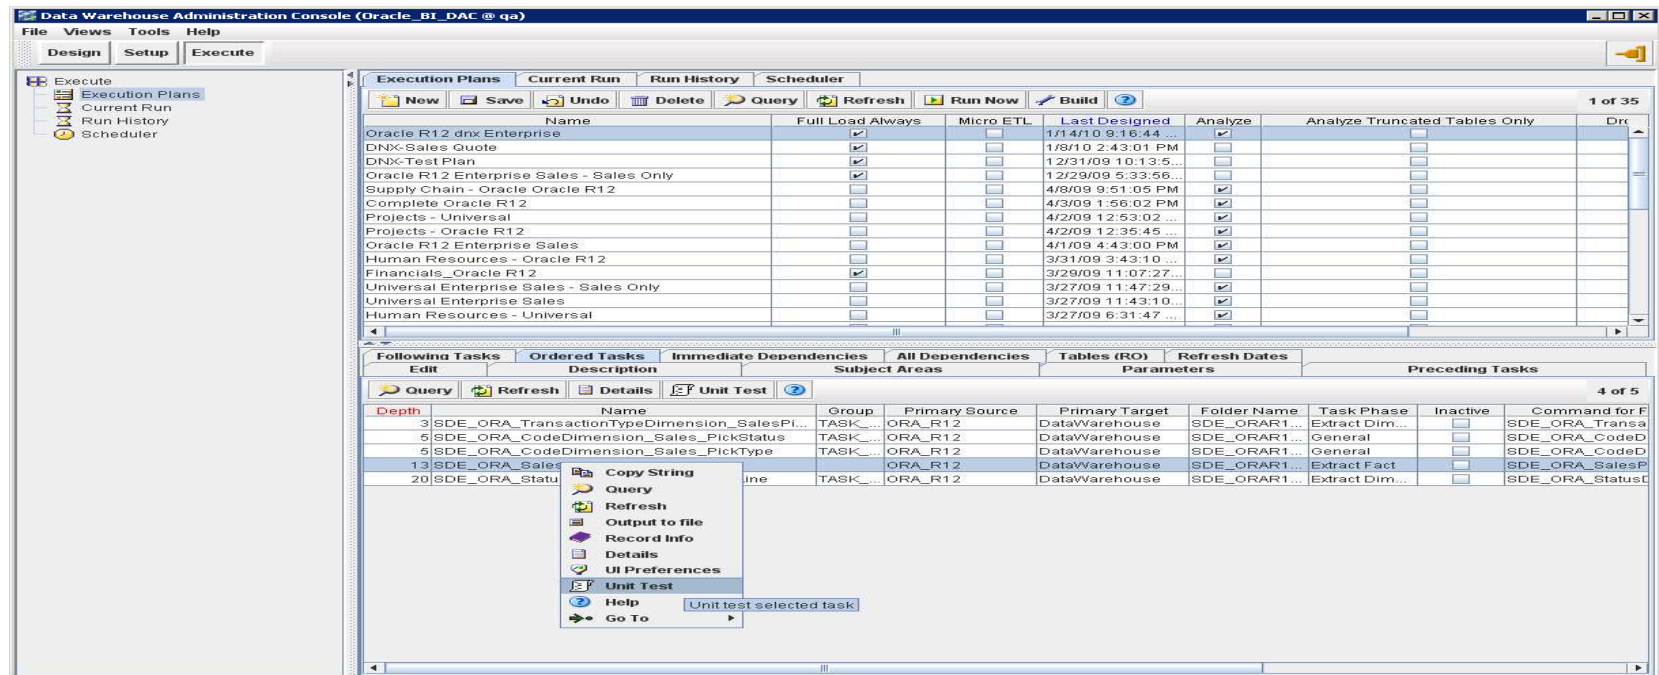 Data Warehouse Administration Console (Oracle_BI_DAC @ qa)
File Views Tools Help
Design Setup Execute
Execute
Execution Plans
Current Run
Run History
Scheduler
Execution Plans Current Run Run History Scheduler
New Save Undo Delete Query Refresh Run Now Build 1 of 35
Name Full Load Always Micro ETL Last Designed Analyze Analyze Truncated Tables Only Dro
Oracle R12 dnx Enterprise 1/14/10 9:16:44 ...
DNX-Sales Quote 1/8/10 2:43:01 PM
DNX-Test Plan 12/31/09 10:13:5...
Oracle R12 Enterprise Sales - Sales Only 12/29/09 5:33:56...
Supply Chain - Oracle Oracle R12 4/8/09 9:51:05 PM
Complete Oracle R12 4/3/09 1:56:02 PM
Projects - Universal 4/2/09 12:53:02 ...
Projects - Oracle R12 4/2/09 12:35:45 ...
Oracle R12 Enterprise Sales 4/1/09 4:43:00 PM
Human Resources - Oracle R12 3/31/09 3:43:10 ...
Financials_Oracle R12 3/29/09 11:07:27...
Universal Enterprise Sales - Sales Only 3/27/09 11:47:29...
Universal Enterprise Sales 3/27/09 11:43:10...
Human Resources - Universal 3/27/09 6:31:47 ...
Following Tasks Ordered Tasks Immediate Dependencies All Dependencies Tables (RO) Refresh Dates
Edit Description Subject Areas Parameters Preceding Tasks
Query Refresh Details Unit Test 4 of 5
Depth Name Group Primary Source Primary Target Folder Name Task Phase Inactive Command for F
3 SDE_ORA_TransactionTypeDimension_SalesPi... TASK_... ORA_R12 DataWarehouse SDE_ORAR1... Extract Dim... SDE_ORA_Transa
5 SDE_ORA_CodeDimension_Sales_PickStatus TASK_... ORA_R12 DataWarehouse SDE_ORAR1... General SDE_ORA_CodeD
5 SDE_ORA_CodeDimension_Sales_PickType TASK_... ORA_R12 DataWarehouse SDE_ORAR1... General SDE_ORA_CodeD
13 SDE_ORA_Sales ORA_R12 DataWarehouse SDE_ORAR1... Extract Fact SDE_ORA_SalesP
20 SDE_ORA_Statu ine TASK_... ORA_R12 DataWarehouse SDE_ORAR1... Extract Dim... SDE_ORA_StatusD
Copy String
Query
Refresh
Output to file
Record Info
Details
UI Preferences
Unit Test
Help
Unit test selected task
Go To